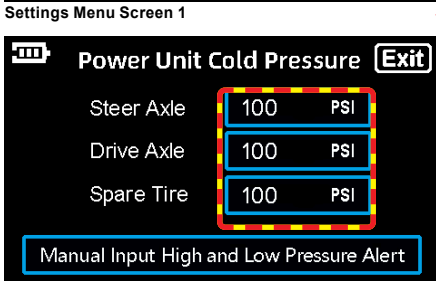 Settings Menu Screen 1
Power Unit Cold Pressure Exit
Steer Axle 100 PSI
Drive Axle 100 PSI
Spare Tire 100 PSI
Manual Input High and Low Pressure Alert